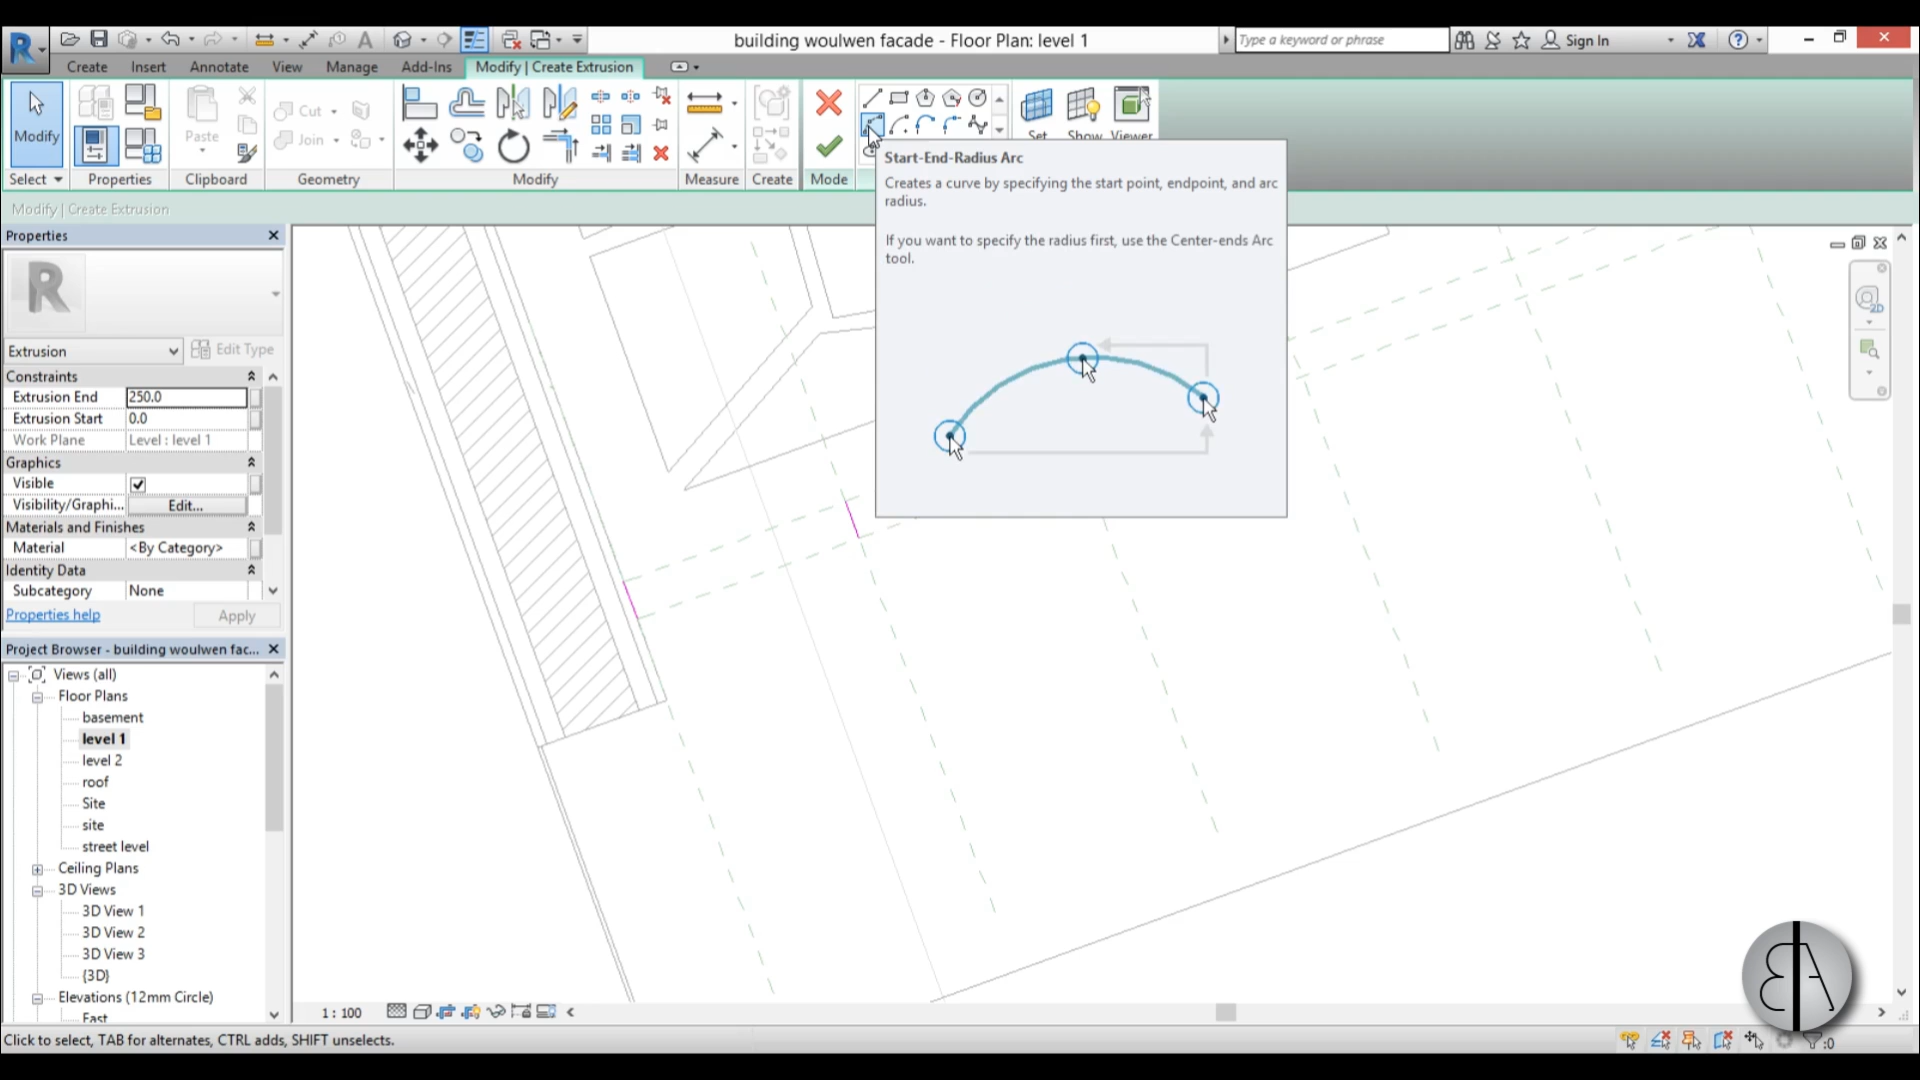 building woulwen facade - Floor Plan: level 1
Type a keyword or phrase
Sign In
Create Insert Annotate View Manage Add-Ins Modify | Create Extrusion
Modify
Paste
Cut
Join
Set Show Viewer
Select Properties Clipboard Geometry Modify Measure Create Mode
Modify | Create Extrusion
Start-End-Radius Arc
Creates a curve by specifying the start point, endpoint, and arc
radius.
If you want to specify the radius first, use the Center-ends Arc
tool.
Properties
R
Extrusion
Edit Type
Constraints
Extrusion End 250.0
Extrusion Start 0.0
Work Plane Level : level 1
Graphics
Visible
Visibility/Graphi... Edit...
Materials and Finishes
Material <By Category>
Identity Data
Subcategory None
Properties help
Apply
Project Browser - building woulwen fac...
Views (all)
Floor Plans
basement
level 1
level 2
roof
Site
site
street level
Ceiling Plans
3D Views
3D View 1
3D View 2
3D View 3
{3D}
Elevations (12mm Circle)
East
2D
1 : 100
Click to select, TAB for alternates, CTRL adds, SHIFT unselects.
:0